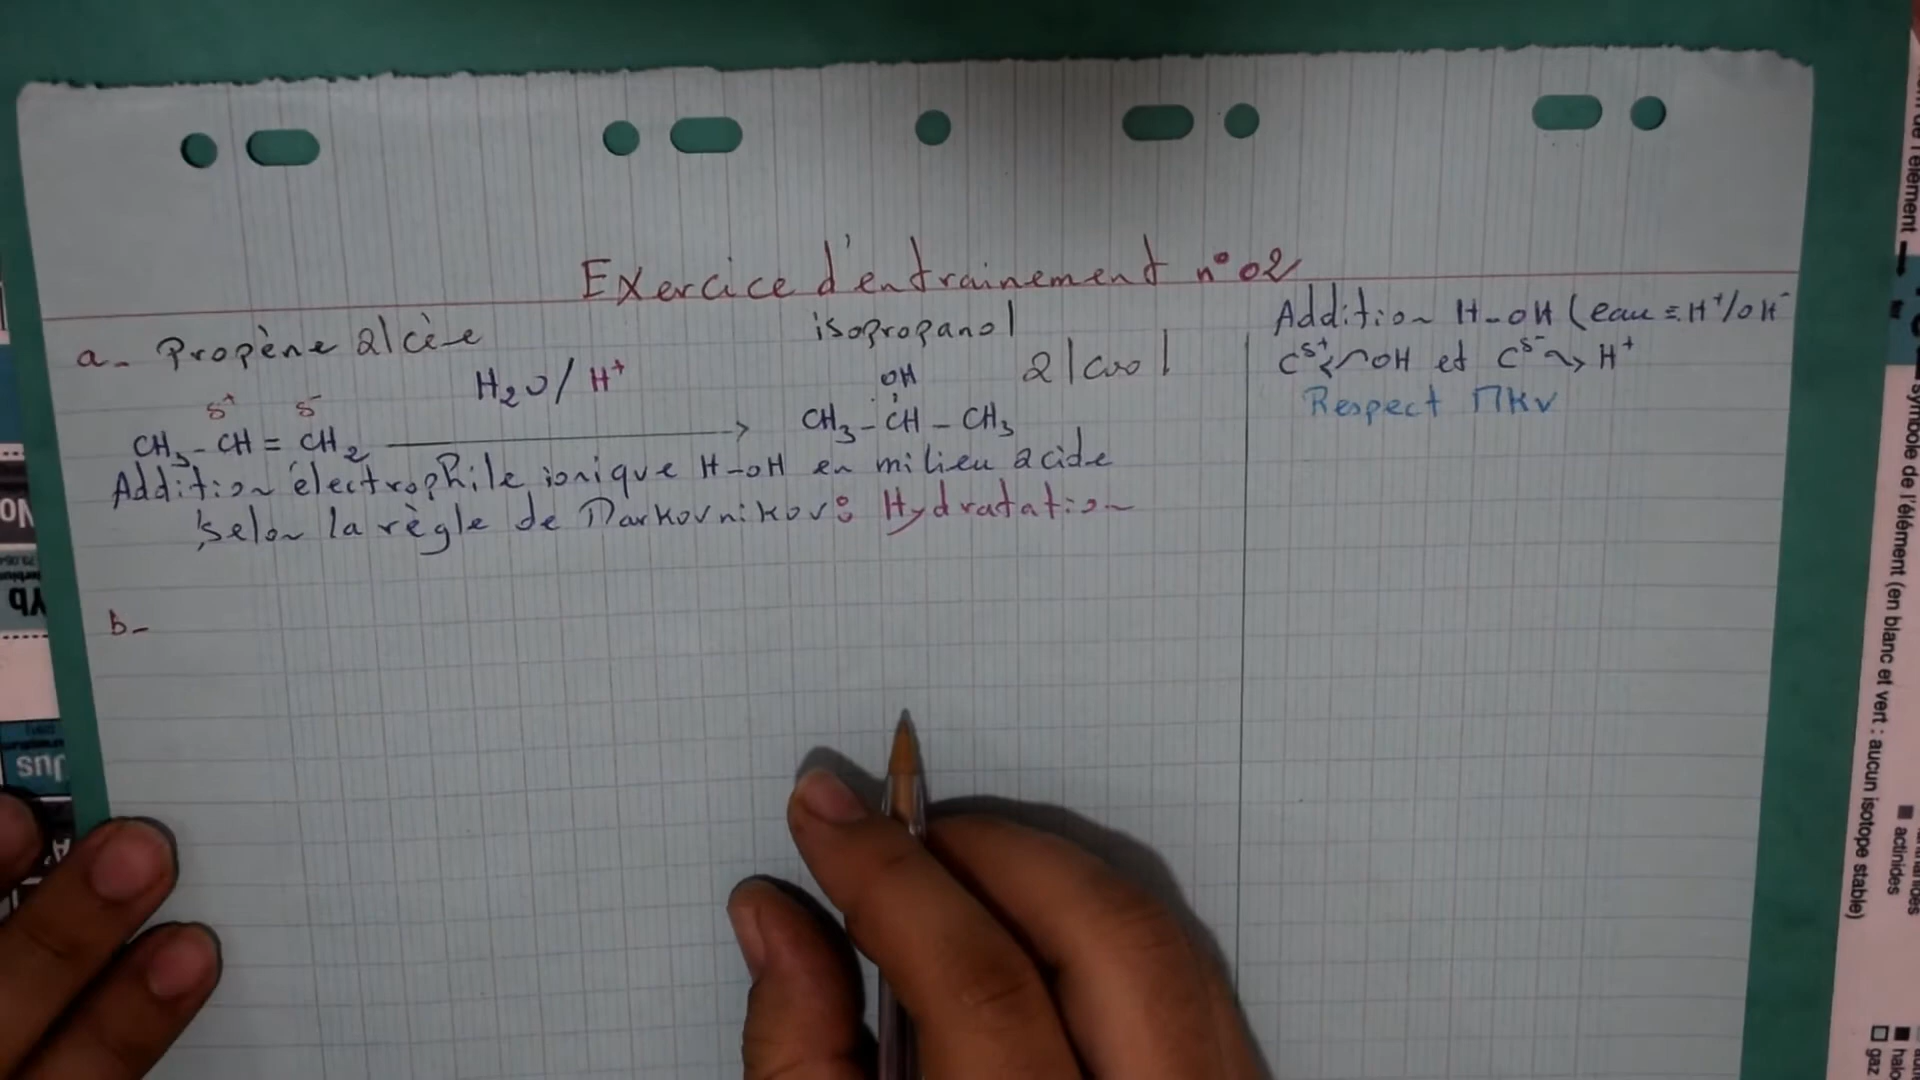 Exercice d'entrainement n° 02
a- Propène alcène
isopropanol
alcool
H2O / H+
δ+ δ-
OH
CH3 - CH = CH2 → CH3 - CH - CH3
Addition électrophile ionique H-OH en milieu acide
selon la règle de Markovnikov: Hydratation
Addition H-OH (eau ≡ H+/OH-
Cδ+ OH et Cδ- H+
Respect MKV
b-
symbole de l'élément (en blanc et vert : aucun isotope stable)
actinides
gaz